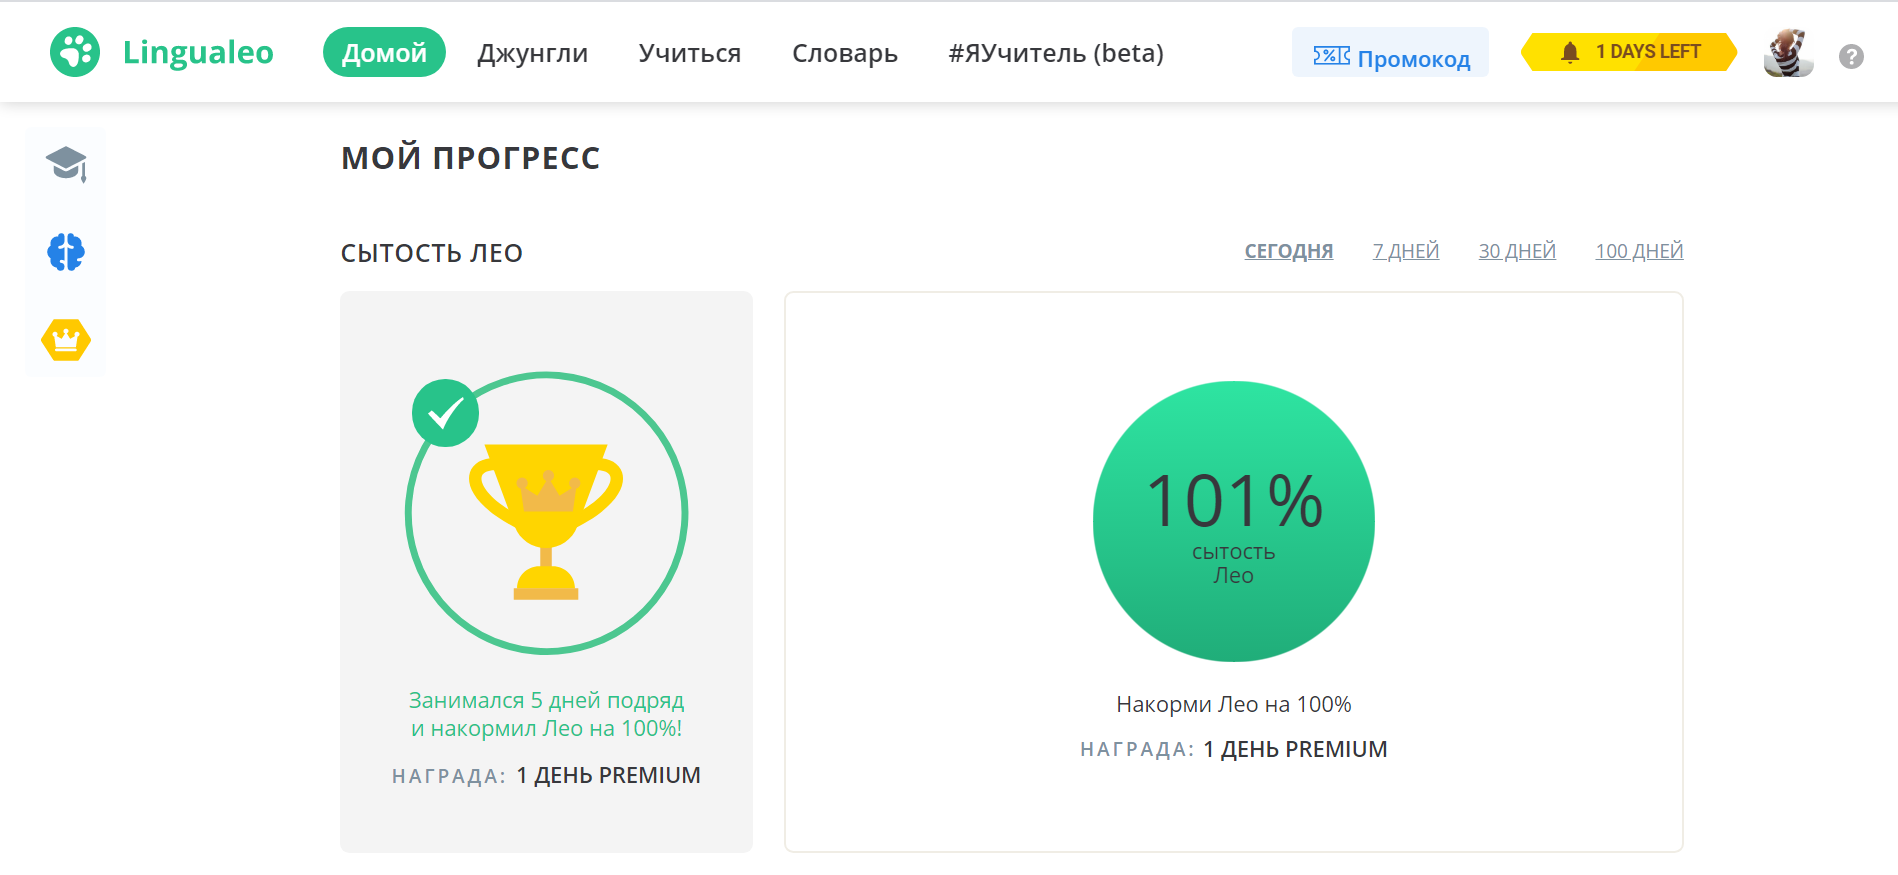 Lingualeo
Домой
Джунгли
Учиться
Словарь
#ЯУчитель (beta)
Промокод
1 DAYS LEFT
?
МОЙ ПРОГРЕСС
СЫТОСТЬ ЛЕО
СЕГОДНЯ
7 ДНЕЙ
30 ДНЕЙ
100 ДНЕЙ
Занимался 5 дней подряд
и накормил Лео на 100%!
НАГРАДА: 1 ДЕНЬ PREMIUM
101%
сытость
Лео
Накорми Лео на 100%
НАГРАДА: 1 ДЕНЬ PREMIUM